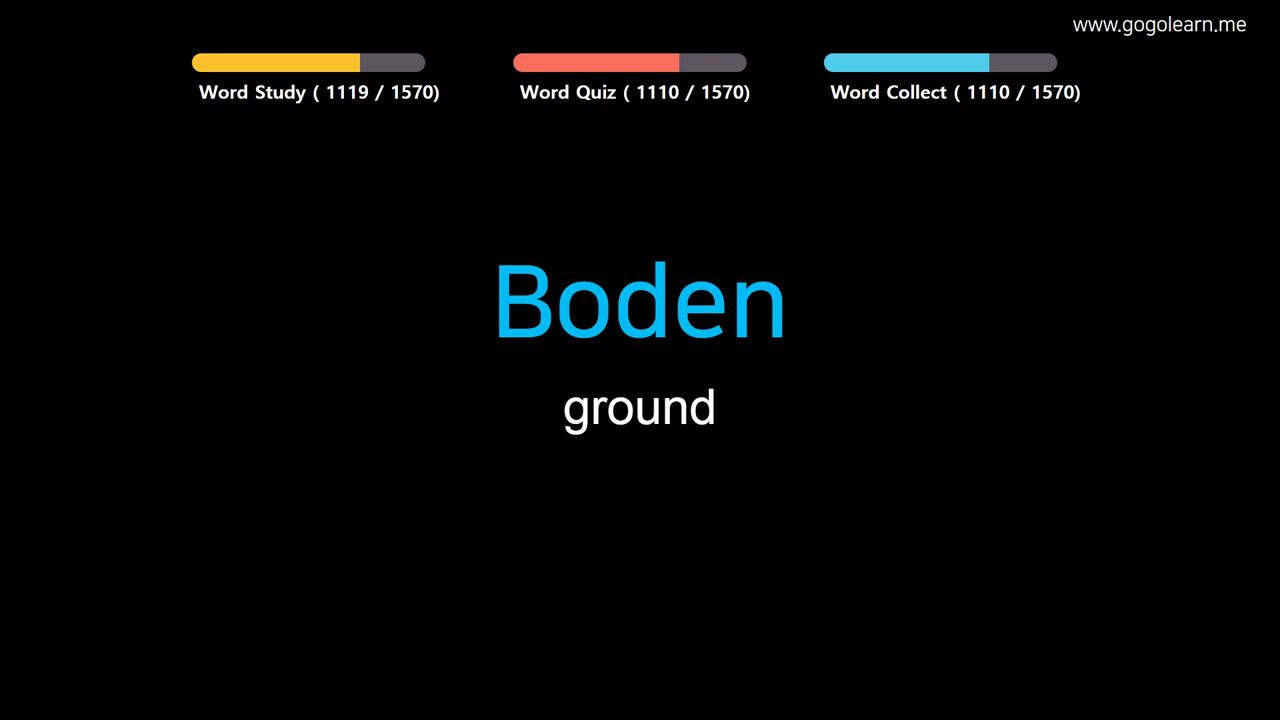 www.gogolearn.me
Word Study ( 1119 / 1570)
Word Quiz ( 1110 / 1570)
Word Collect ( 1110 / 1570)
Boden
ground